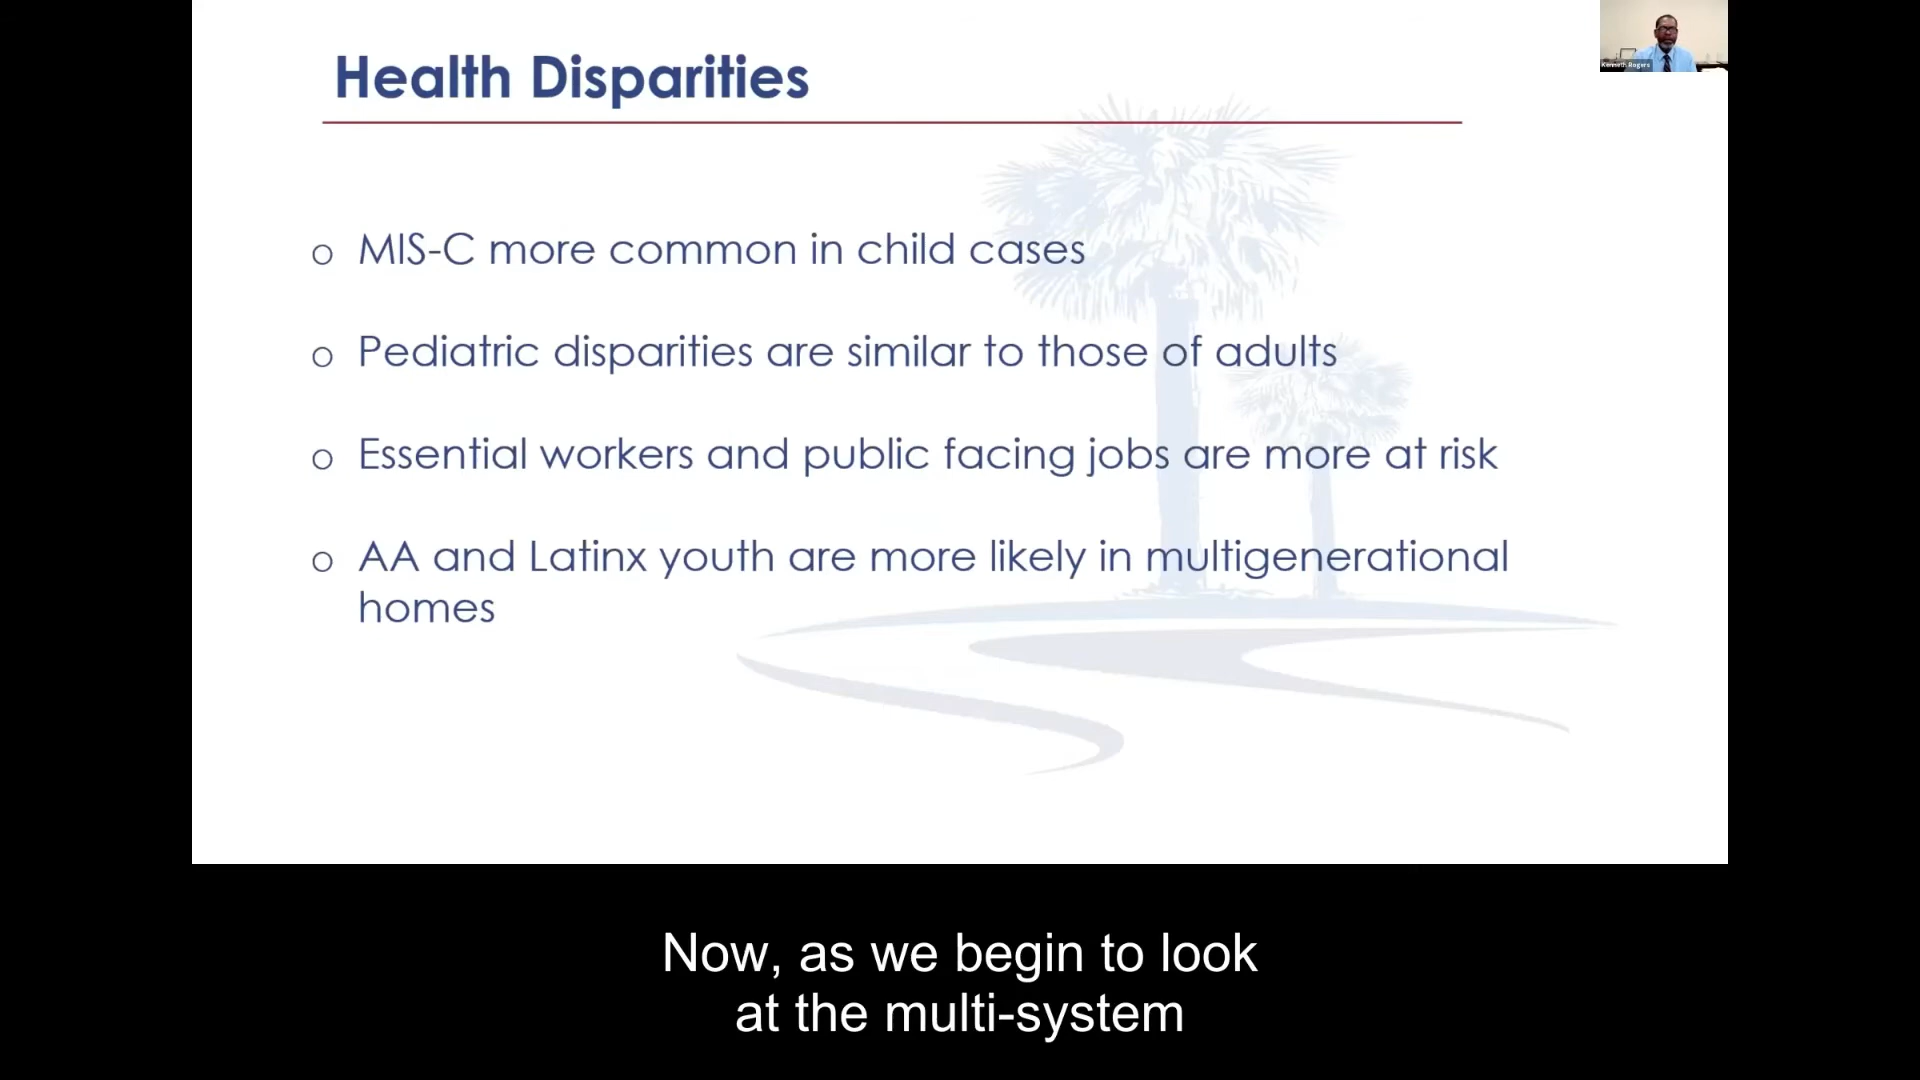 Health Disparities
Kenneth Rogers
o MIS-C more common in child cases
o Pediatric disparities are similar to those of adults
o Essential workers and public facing jobs are more at risk
o AA and Latinx youth are more likely in multigenerational
homes
Now, as we begin to look
at the multi-system